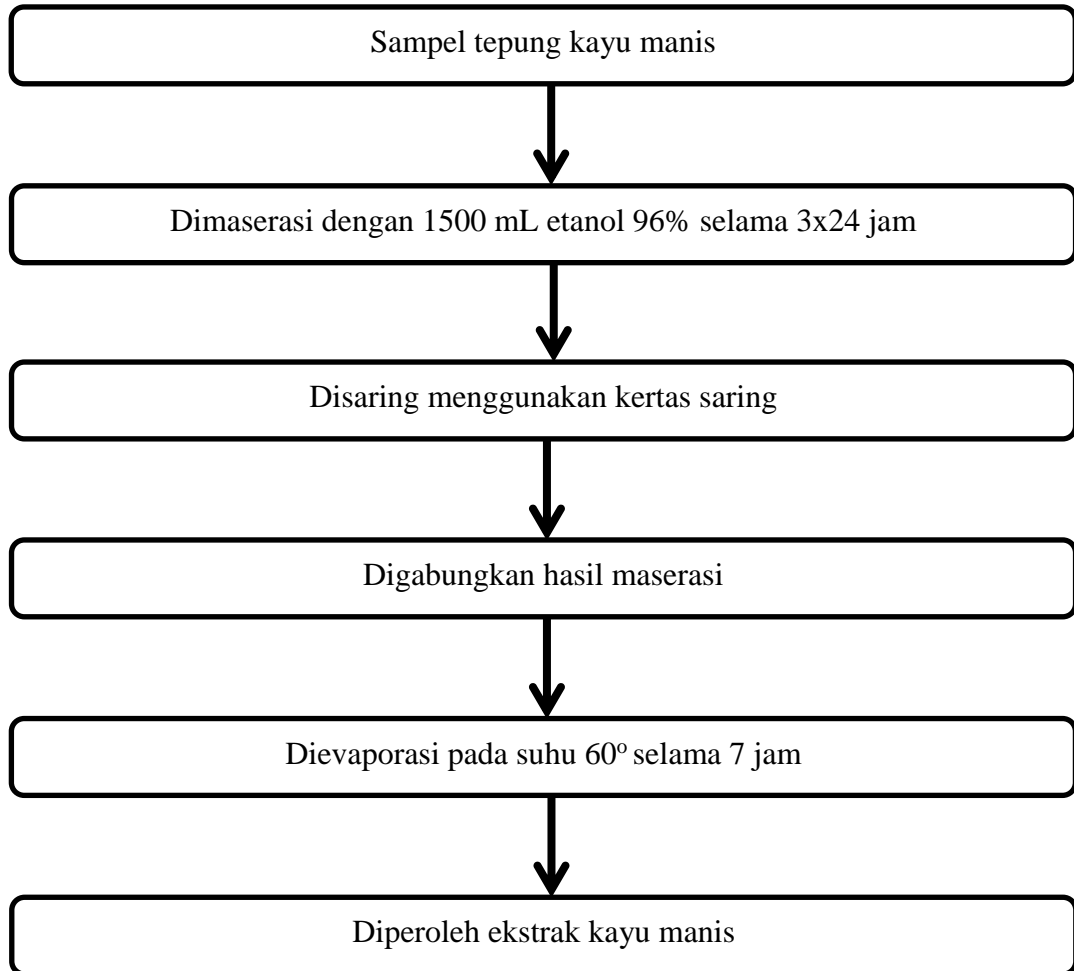 Sampel tepung kayu manis
Dimaserasi dengan 1500 mL etanol 96% selama 3x24 jam
Disaring menggunakan kertas saring
Digabungkan hasil maserasi
Dievaporasi pada suhu 60º selama 7 jam
Diperoleh ekstrak kayu manis